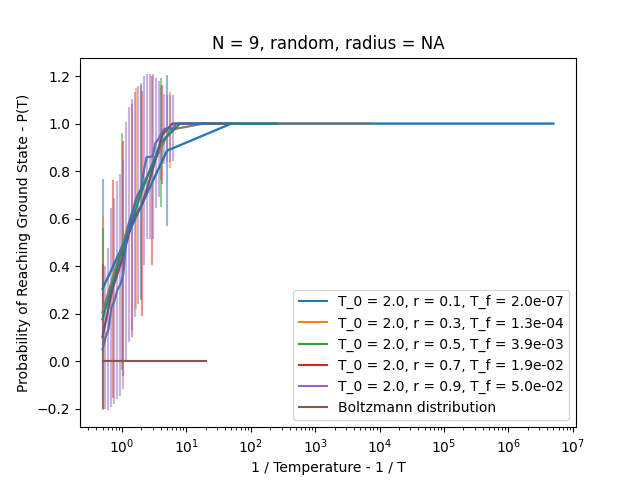 N = 9, random, radius = NA
Probability of Reaching Ground State - P(T)
1.2
1.0
0.8
0.6
0.4
0.2
0.0
−0.2
10⁰ 10¹ 10² 10³ 10⁴ 10⁵ 10⁶ 10⁷
1 / Temperature - 1 / T
T_0 = 2.0, r = 0.1, T_f = 2.0e-07
T_0 = 2.0, r = 0.3, T_f = 1.3e-04
T_0 = 2.0, r = 0.5, T_f = 3.9e-03
T_0 = 2.0, r = 0.7, T_f = 1.9e-02
T_0 = 2.0, r = 0.9, T_f = 5.0e-02
Boltzmann distribution